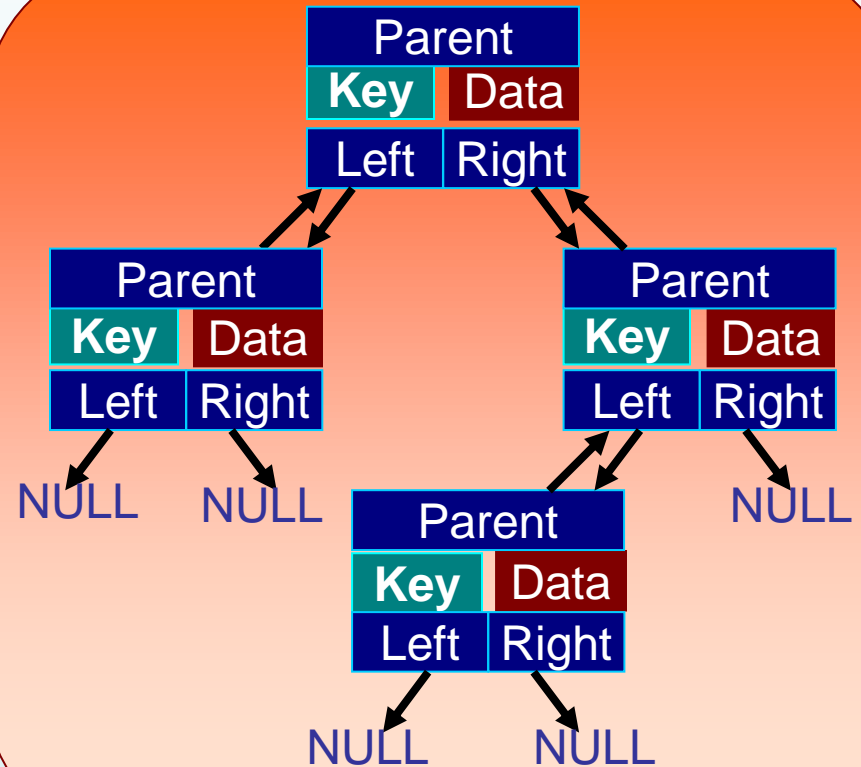 Parent
Key Data
Left Right
Parent Parent
Key Data Key Data
Left Right Left Right
NULL NULL NULL
Parent
Key Data
Left Right
NULL NULL